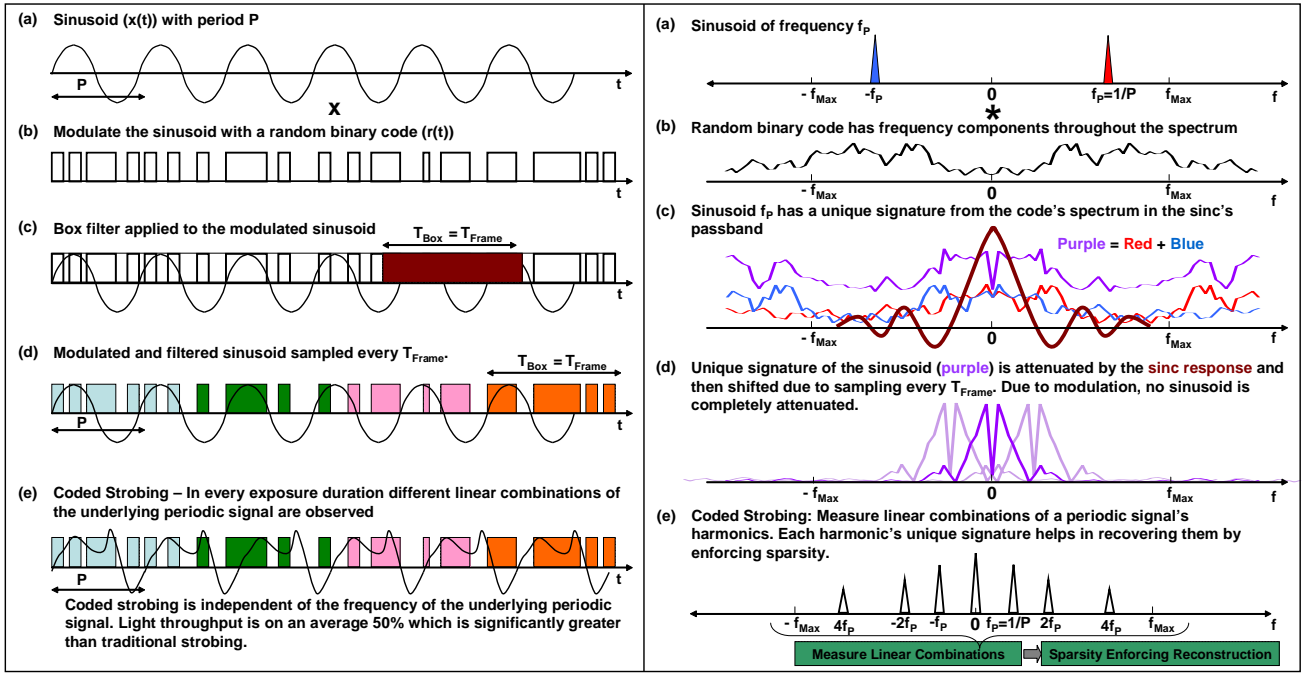 (a) Sinusoid (x(t)) with period P
P
t
x
(b) Modulate the sinusoid with a random binary code (r(t))
t
(c) Box filter applied to the modulated sinusoid
T_Box = T_Frame
t
(d) Modulated and filtered sinusoid sampled every T_Frame.
T_Box = T_Frame
P
t
(e) Coded Strobing – In every exposure duration different linear combinations of
the underlying periodic signal are observed
P
t
Coded strobing is independent of the frequency of the underlying periodic
signal. Light throughput is on an average 50% which is significantly greater
than traditional strobing.
(a) Sinusoid of frequency f_P
- f_Max -f_P 0 f_P=1/P f_Max f
*
(b) Random binary code has frequency components throughout the spectrum
- f_Max 0 f_Max f
(c) Sinusoid f_P has a unique signature from the code's spectrum in the sinc's
passband
Purple = Red + Blue
- f_Max 0 f_Max f
(d) Unique signature of the sinusoid (purple) is attenuated by the sinc response and
then shifted due to sampling every T_Frame. Due to modulation, no sinusoid is
completely attenuated.
- f_Max 0 f_Max f
(e) Coded Strobing: Measure linear combinations of a periodic signal's
harmonics. Each harmonic's unique signature helps in recovering them by
enforcing sparsity.
- f_Max 4f_P -2f_P -f_P 0 f_P=1/P 2f_P 4f_P f_Max f
Measure Linear Combinations Sparsity Enforcing Reconstruction